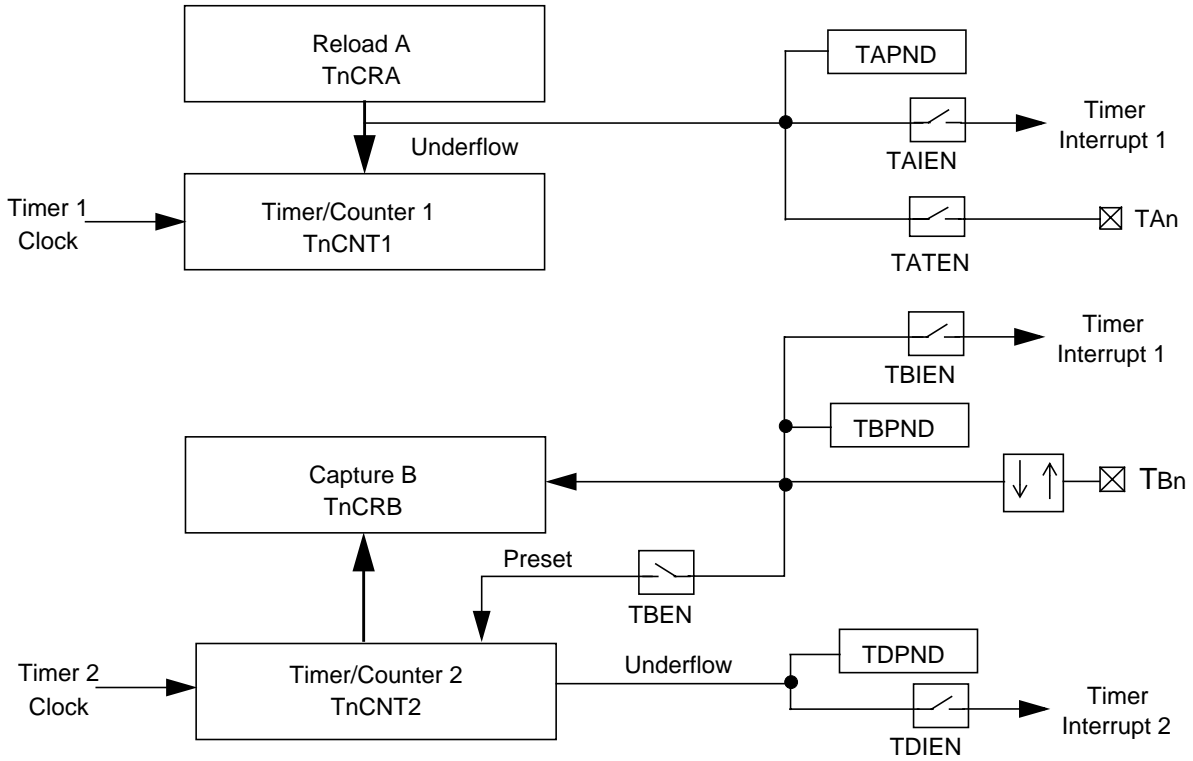 Reload A
TnCRA
TAPND
Timer
Interrupt 1
Underflow
TAIEN
Timer 1
Clock
Timer/Counter 1
TnCNT1
TAn
TATEN
Timer
Interrupt 1
TBIEN
TBPND
Capture B
TnCRB
TBn
Preset
TBEN
Timer 2
Clock
Timer/Counter 2
TnCNT2
Underflow
TDPND
Timer
Interrupt 2
TDIEN